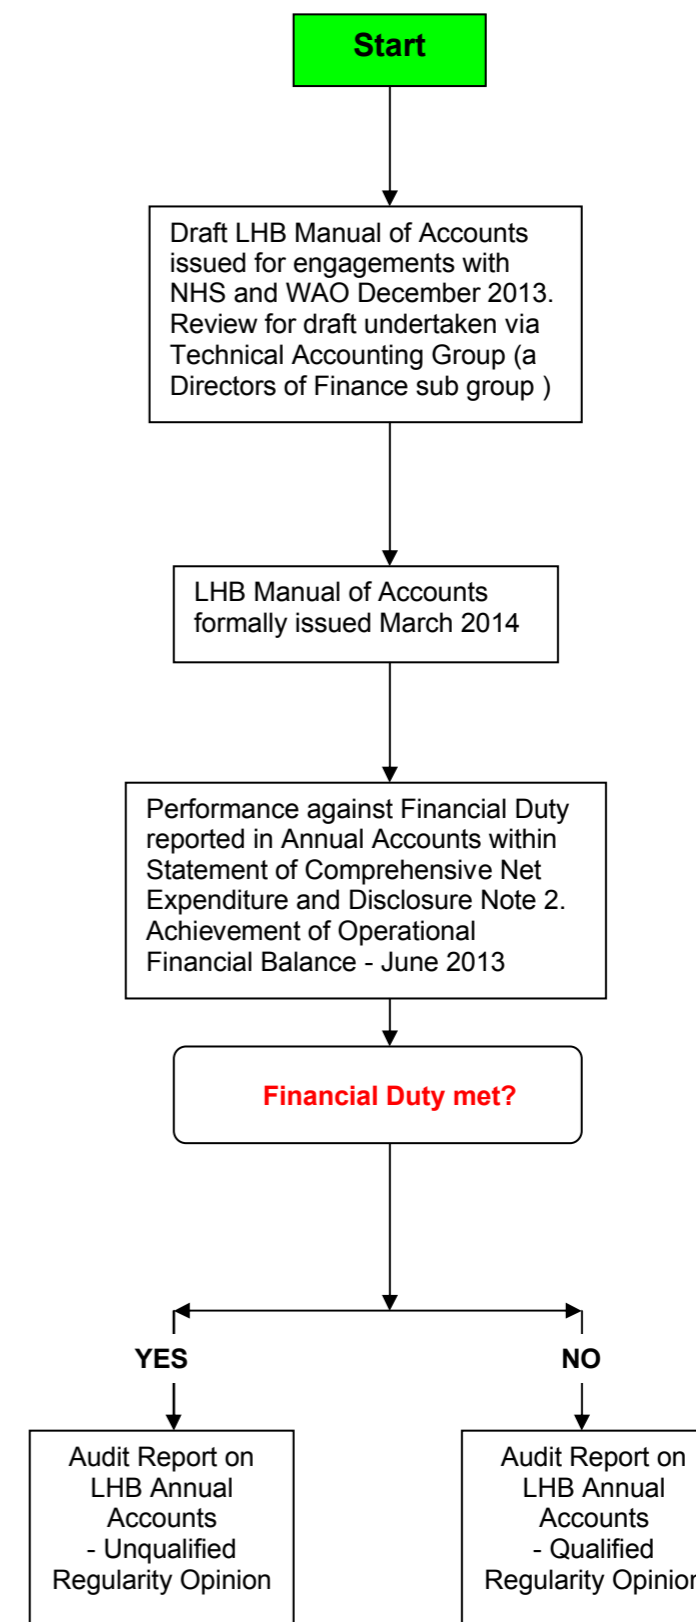 Start
Draft LHB Manual of Accounts
issued for engagements with
NHS and WAO December 2013.
Review for draft undertaken via
Technical Accounting Group (a
Directors of Finance sub group )
LHB Manual of Accounts
formally issued March 2014
Performance against Financial Duty
reported in Annual Accounts within
Statement of Comprehensive Net
Expenditure and Disclosure Note 2.
Achievement of Operational
Financial Balance - June 2013
Financial Duty met?
YES
NO
Audit Report on
LHB Annual
Accounts
- Unqualified
Regularity Opinion
Audit Report on
LHB Annual
Accounts
- Qualified
Regularity Opinion